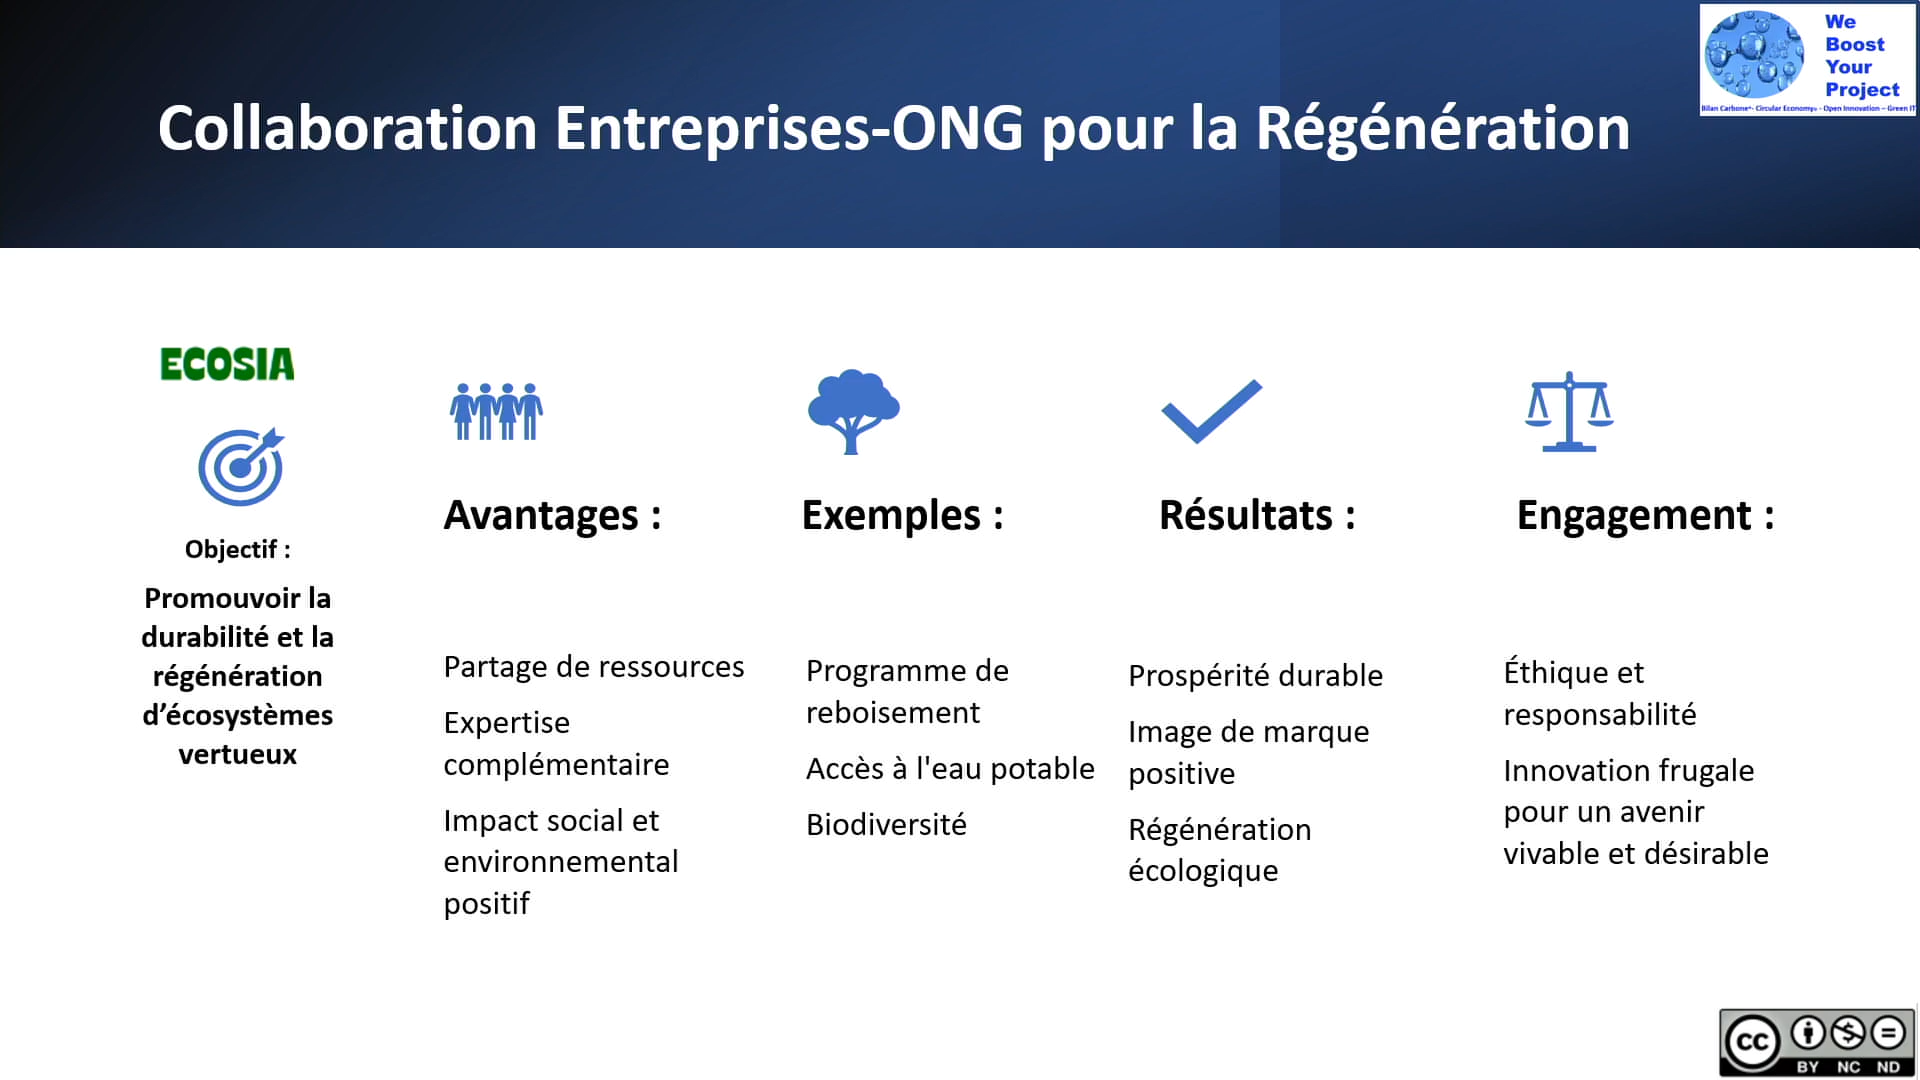 We
Boost
Your
Project
Bilan Carbone®- Circular Economy® - Open Innovation – Green IT
Collaboration Entreprises-ONG pour la Régénération
ECOSIA
Objectif :
Promouvoir la
durabilité et la
régénération
d’écosystèmes
vertueux
Avantages :
Partage de ressources
Expertise
complémentaire
Impact social et
environnemental
positif
Exemples :
Programme de
reboisement
Accès à l'eau potable
Biodiversité
Résultats :
Prospérité durable
Image de marque
positive
Régénération
écologique
Engagement :
Éthique et
responsabilité
Innovation frugale
pour un avenir
vivable et désirable
cc
BY NC ND